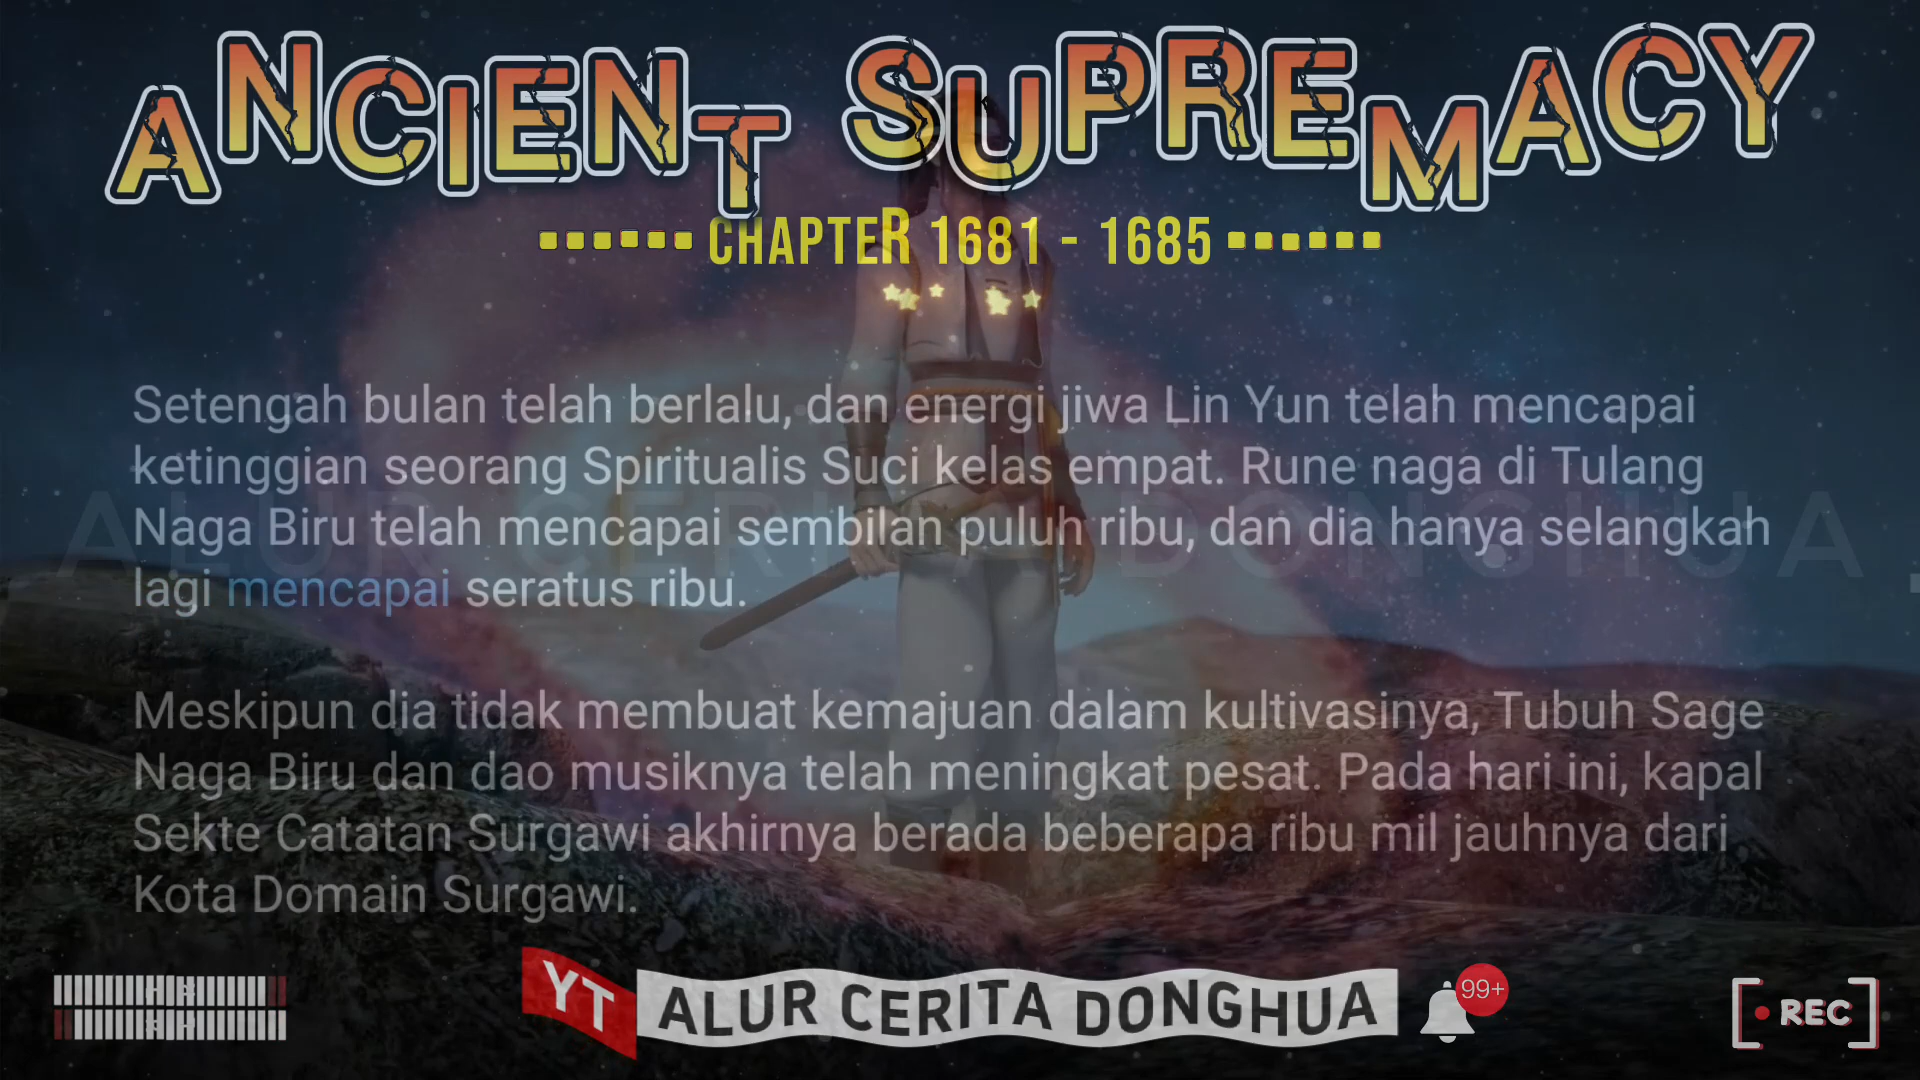 ANCIENT SUPREMACY
CHAPTER 1681 - 1685
Setengah bulan telah berlalu, dan energi jiwa Lin Yun telah mencapai
ketinggian seorang Spiritualis Suci kelas empat. Rune naga di Tulang
Naga Biru telah mencapai sembilan puluh ribu, dan dia hanya selangkah
lagi mencapai seratus ribu.
ALUR CERITA DONGHUA
Meskipun dia tidak membuat kemajuan dalam kultivasinya, Tubuh Sage
Naga Biru dan dao musiknya telah meningkat pesat. Pada hari ini, kapal
Sekte Catatan Surgawi akhirnya berada beberapa ribu mil jauhnya dari
Kota Domain Surgawi.
YT ALUR CERITA DONGHUA
99+
REC